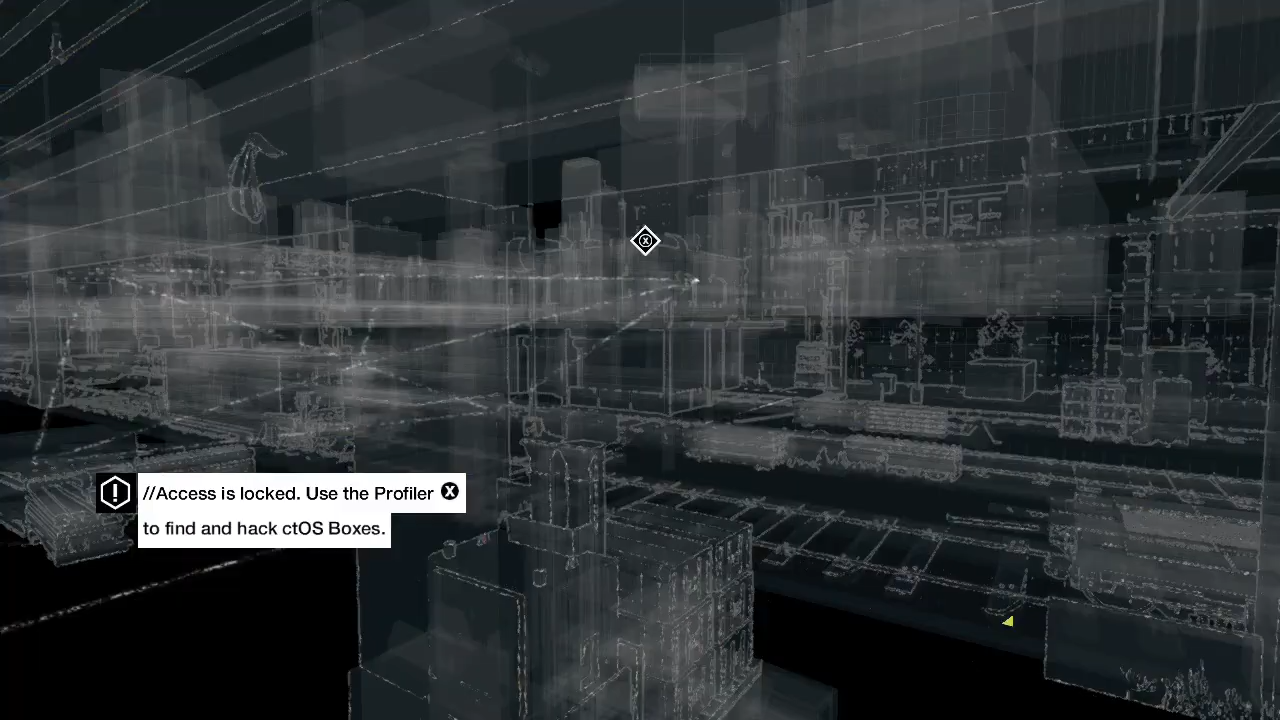 //Access is locked. Use the Profiler X
to find and hack ctOS Boxes.
X